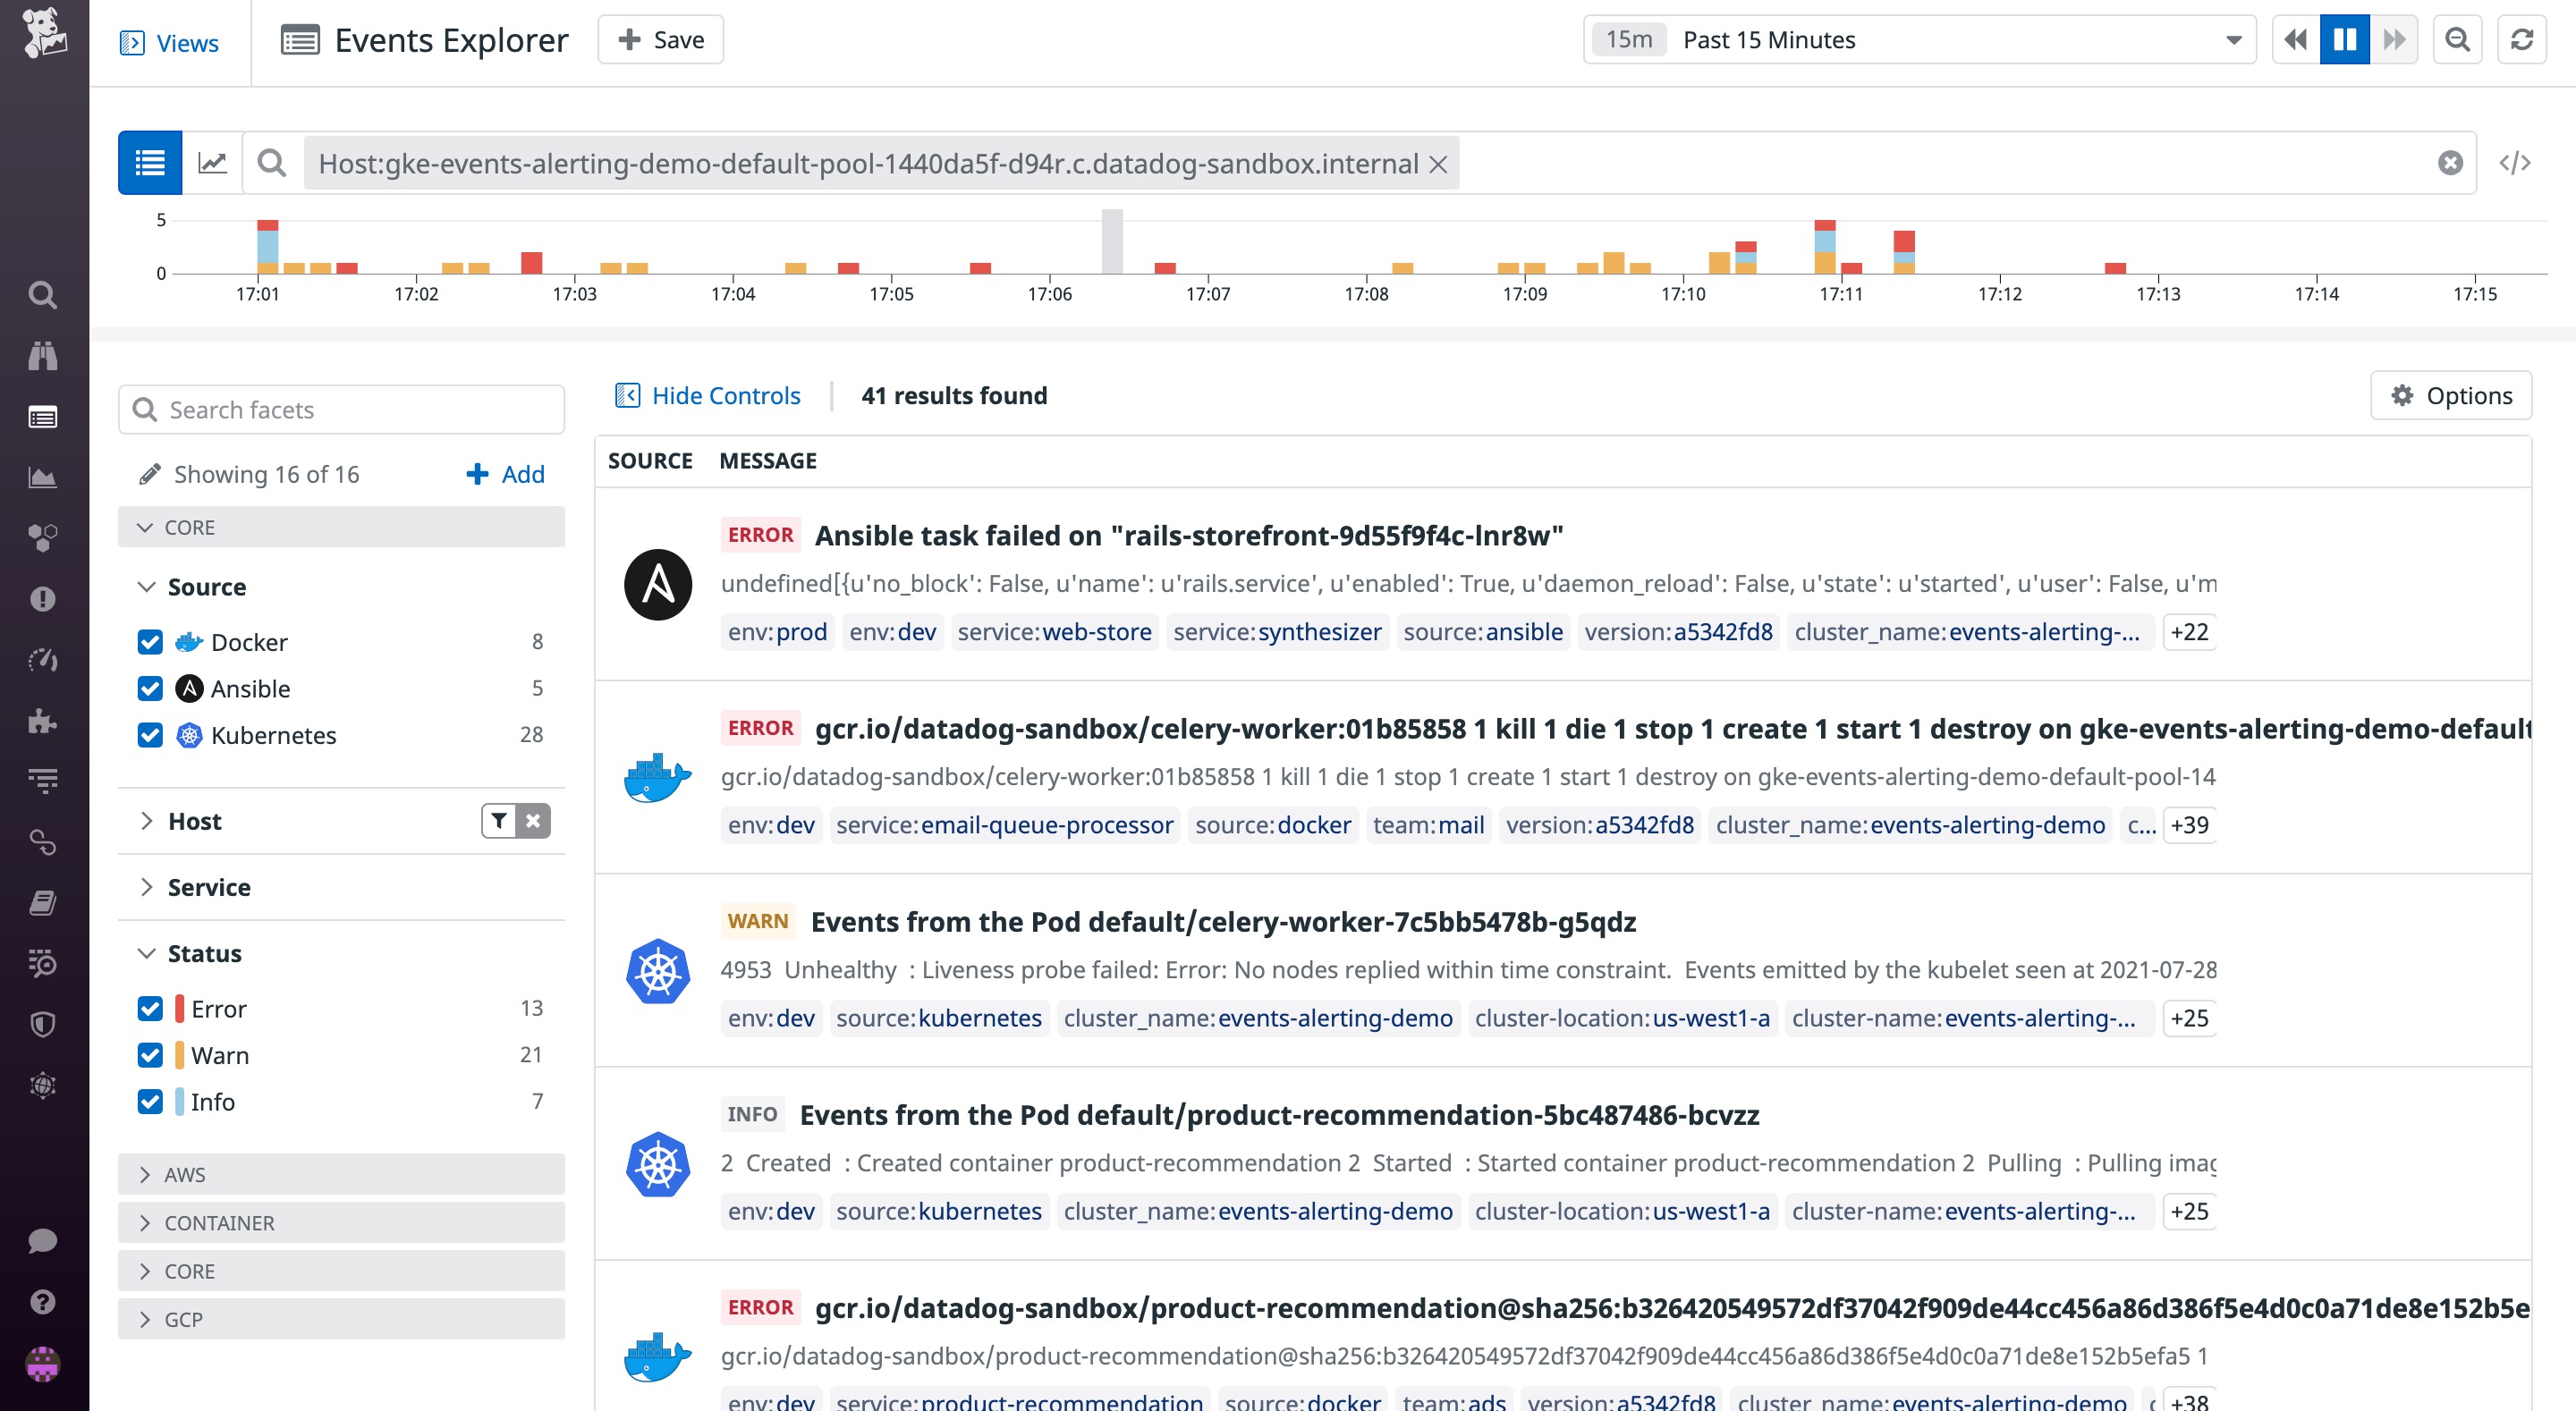 Views
Events Explorer
Save
15m Past 15 Minutes
Host:gke-events-alerting-demo-default-pool-1440da5f-d94r.c.datadog-sandbox.internal
</>
5
0
17:01 17:02 17:03 17:04 17:05 17:06 17:07 17:08 17:09 17:10 17:11 17:12 17:13 17:14 17:15
Search facets
Showing 16 of 16
Add
CORE
Source
Docker 8
Ansible 5
Kubernetes 28
Host
Service
Status
Error 13
Warn 21
Info 7
AWS
CONTAINER
CORE
GCP
Hide Controls
41 results found
Options
SOURCE MESSAGE
ERROR Ansible task failed on "rails-storefront-9d55f9f4c-lnr8w"
undefined[{u'no_block': False, u'name': u'rails.service', u'enabled': True, u'daemon_reload': False, u'state': u'started', u'user': False, u'm
env:prod env:dev service:web-store service:synthesizer source:ansible version:a5342fd8 cluster_name:events-alerting-... +22
ERROR gcr.io/datadog-sandbox/celery-worker:01b85858 1 kill 1 die 1 stop 1 create 1 start 1 destroy on gke-events-alerting-demo-default
gcr.io/datadog-sandbox/celery-worker:01b85858 1 kill 1 die 1 stop 1 create 1 start 1 destroy on gke-events-alerting-demo-default-pool-14
env:dev service:email-queue-processor source:docker team:mail version:a5342fd8 cluster_name:events-alerting-demo c... +39
WARN Events from the Pod default/celery-worker-7c5bb5478b-g5qdz
4953 Unhealthy : Liveness probe failed: Error: No nodes replied within time constraint. Events emitted by the kubelet seen at 2021-07-28
env:dev source:kubernetes cluster_name:events-alerting-demo cluster-location:us-west1-a cluster-name:events-alerting-... +25
INFO Events from the Pod default/product-recommendation-5bc487486-bcvzz
2 Created : Created container product-recommendation 2 Started : Started container product-recommendation 2 Pulling : Pulling imag
env:dev source:kubernetes cluster_name:events-alerting-demo cluster-location:us-west1-a cluster-name:events-alerting-... +25
ERROR gcr.io/datadog-sandbox/product-recommendation@sha256:b326420549572df37042f909de44cc456a86d386f5e4d0c0a71de8e152b5e
gcr.io/datadog-sandbox/product-recommendation@sha256:b326420549572df37042f909de44cc456a86d386f5e4d0c0a71de8e152b5efa5 1
env:dev service:product-recommendation source:docker team:ads version:a5342fd8 cluster_name:events-alerting-demo c +38